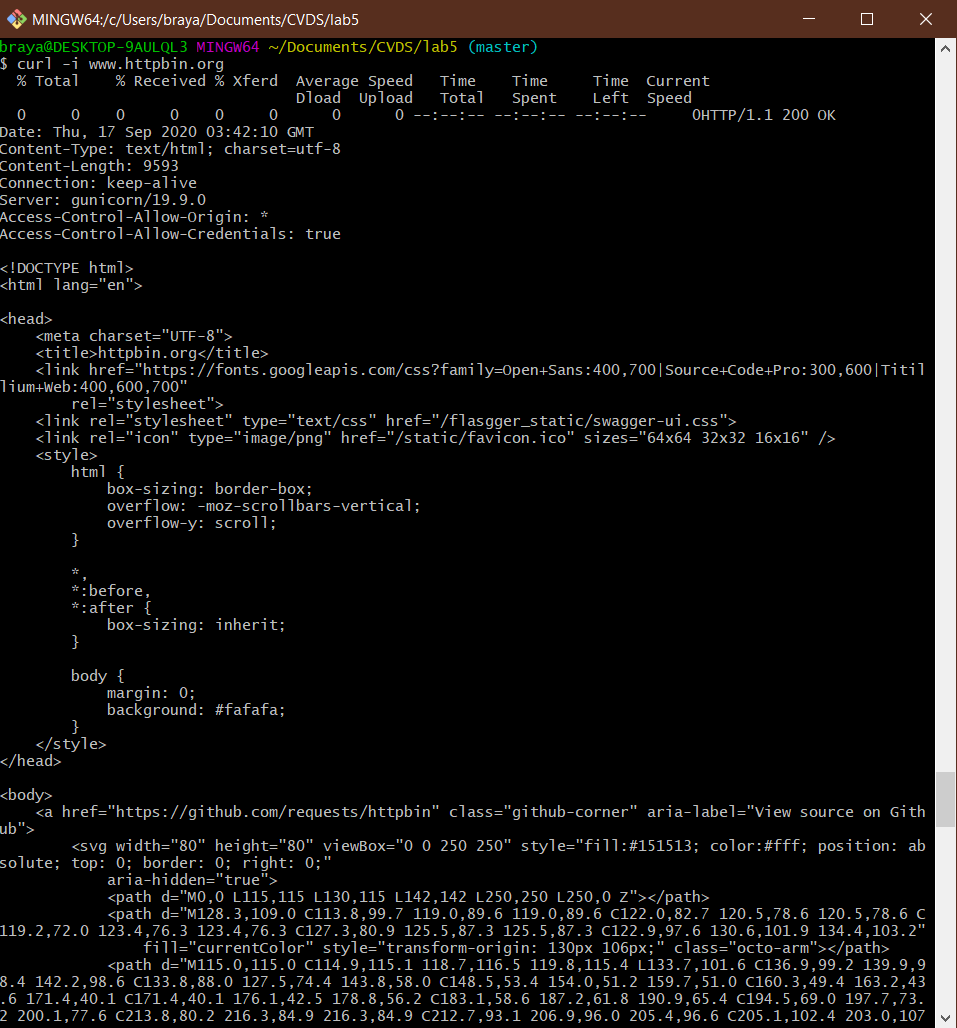 MINGW64:/c/Users/braya/Documents/CVDS/lab5
braya@DESKTOP-9AULQL3 MINGW64 ~/Documents/CVDS/lab5 (master)
$ curl -i www.httpbin.org
  % Total    % Received % Xferd  Average Speed   Time    Time     Time  Current
                                 Dload  Upload   Total   Spent    Left  Speed
  0     0    0     0    0     0      0      0 --:--:-- --:--:-- --:--:--     0HTTP/1.1 200 OK
Date: Thu, 17 Sep 2020 03:42:10 GMT
Content-Type: text/html; charset=utf-8
Content-Length: 9593
Connection: keep-alive
Server: gunicorn/19.9.0
Access-Control-Allow-Origin: *
Access-Control-Allow-Credentials: true

<!DOCTYPE html>
<html lang="en">

<head>
    <meta charset="UTF-8">
    <title>httpbin.org</title>
    <link href="https://fonts.googleapis.com/css?family=Open+Sans:400,700|Source+Code+Pro:300,600|Titil
lium+Web:400,600,700"
        rel="stylesheet">
    <link rel="stylesheet" type="text/css" href="/flasgger_static/swagger-ui.css">
    <link rel="icon" type="image/png" href="/static/favicon.ico" sizes="64x64 32x32 16x16" />
    <style>
        html {
            box-sizing: border-box;
            overflow: -moz-scrollbars-vertical;
            overflow-y: scroll;
        }

        *,
        *:before,
        *:after {
            box-sizing: inherit;
        }

        body {
            margin: 0;
            background: #fafafa;
        }
    </style>
</head>

<body>
    <a href="https://github.com/requests/httpbin" class="github-corner" aria-label="View source on Gith
ub">
        <svg width="80" height="80" viewBox="0 0 250 250" style="fill:#151513; color:#fff; position: ab
solute; top: 0; border: 0; right: 0;"
            aria-hidden="true">
            <path d="M0,0 L115,115 L130,115 L142,142 L250,250 L250,0 Z"></path>
            <path d="M128.3,109.0 C113.8,99.7 119.0,89.6 119.0,89.6 C122.0,82.7 120.5,78.6 120.5,78.6 C
119.2,72.0 123.4,76.3 123.4,76.3 C127.3,80.9 125.5,87.3 125.5,87.3 C122.9,97.6 130.6,101.9 134.4,103.2"
                fill="currentColor" style="transform-origin: 130px 106px;" class="octo-arm"></path>
            <path d="M115.0,115.0 C114.9,115.1 118.7,116.5 119.8,115.4 L133.7,101.6 C136.9,99.2 139.9,9
8.4 142.2,98.6 C133.8,88.0 127.5,74.4 143.8,58.0 C148.5,53.4 154.0,51.2 159.7,51.0 C160.3,49.4 163.2,43
.6 171.4,40.1 C171.4,40.1 176.1,42.5 178.8,56.2 C183.1,58.6 187.2,61.8 190.9,65.4 C194.5,69.0 197.7,73.
2 200.1,77.6 C213.8,80.2 216.3,84.9 216.3,84.9 C212.7,93.1 206.9,96.0 205.4,96.6 C205.1,102.4 203.0,107